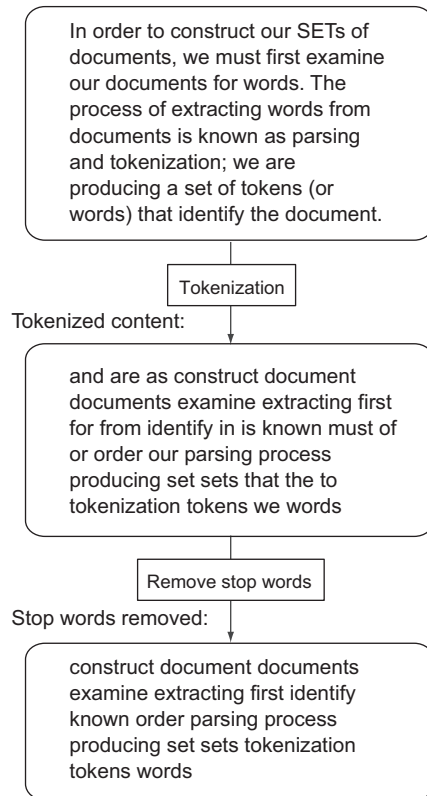 In order to construct our SETs of
documents, we must first examine
our documents for words. The
process of extracting words from
documents is known as parsing
and tokenization; we are
producing a set of tokens (or
words) that identify the document.
Tokenization
Tokenized content:
and are as construct document
documents examine extracting first
for from identify in is known must of
or order our parsing process
producing set sets that the to
tokenization tokens we words
Remove stop words
Stop words removed:
construct document documents
examine extracting first identify
known order parsing process
producing set sets tokenization
tokens words